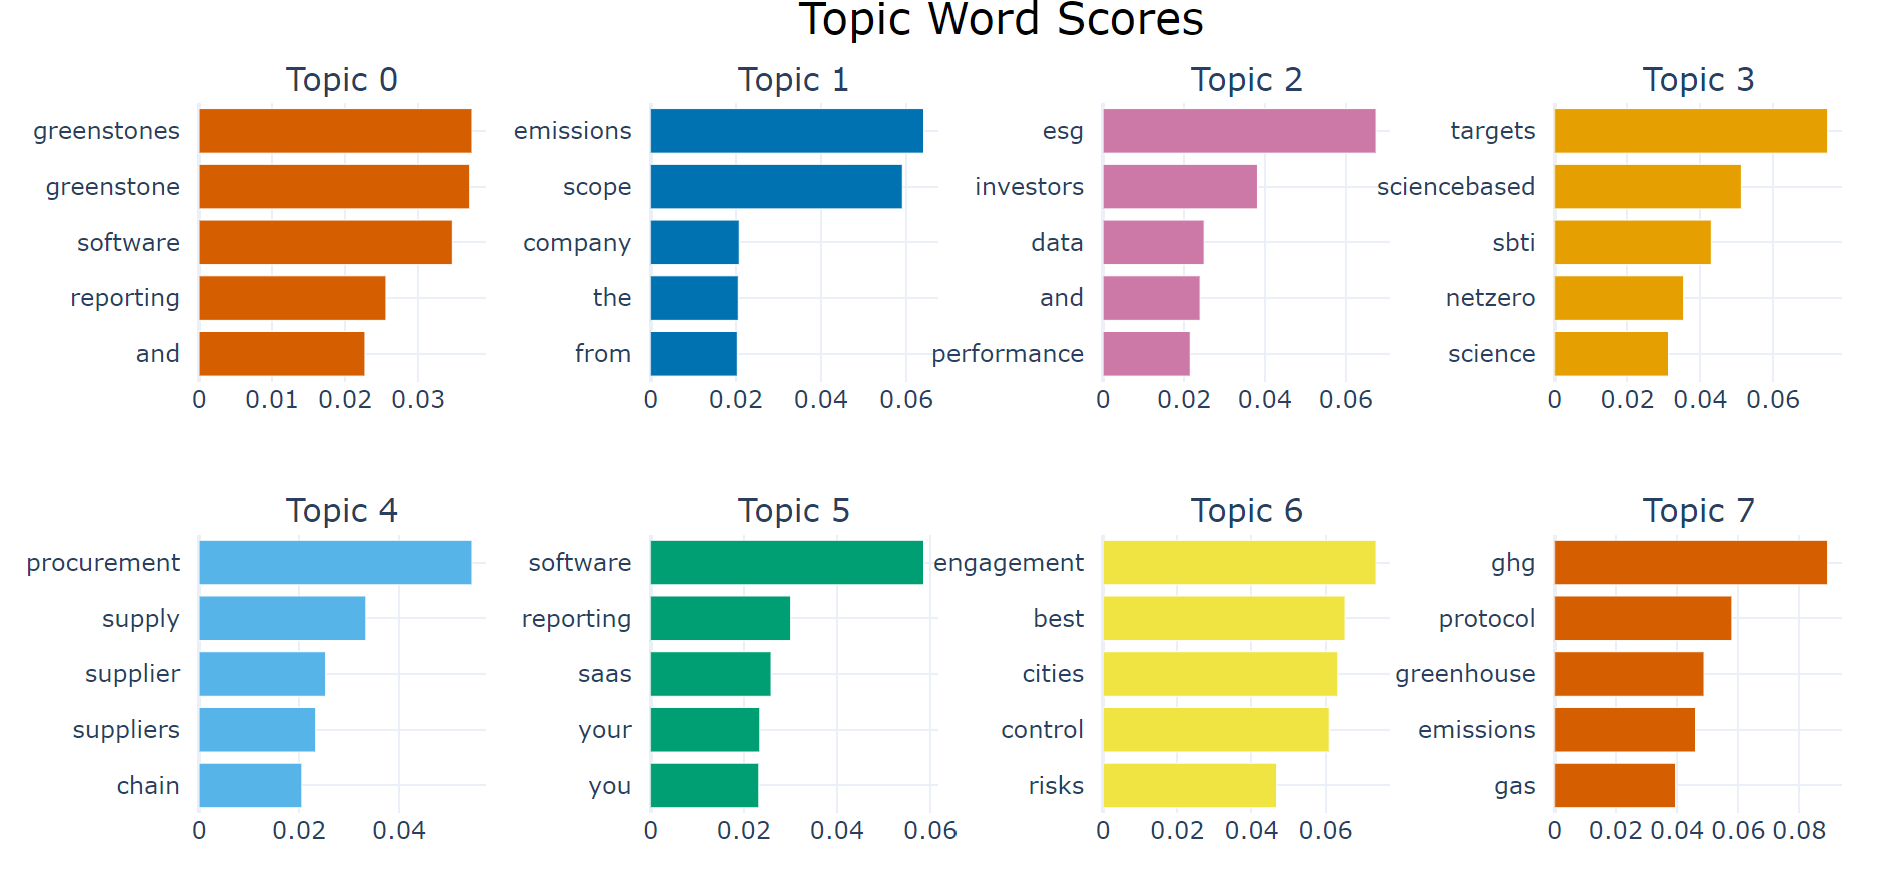 Topic Word Scores
Topic 0
greenstones
greenstone
software
reporting
and
0 0.01 0.02 0.03
Topic 1
emissions
scope
company
the
from
0 0.02 0.04 0.06
Topic 2
esg
investors
data
and
performance
0 0.02 0.04 0.06
Topic 3
targets
sciencebased
sbti
netzero
science
0 0.02 0.04 0.06
Topic 4
procurement
supply
supplier
suppliers
chain
0 0.02 0.04
Topic 5
software
reporting
saas
your
you
0 0.02 0.04 0.06
Topic 6
engagement
best
cities
control
risks
0 0.02 0.04 0.06
Topic 7
ghg
protocol
greenhouse
emissions
gas
0 0.02 0.04 0.06 0.08